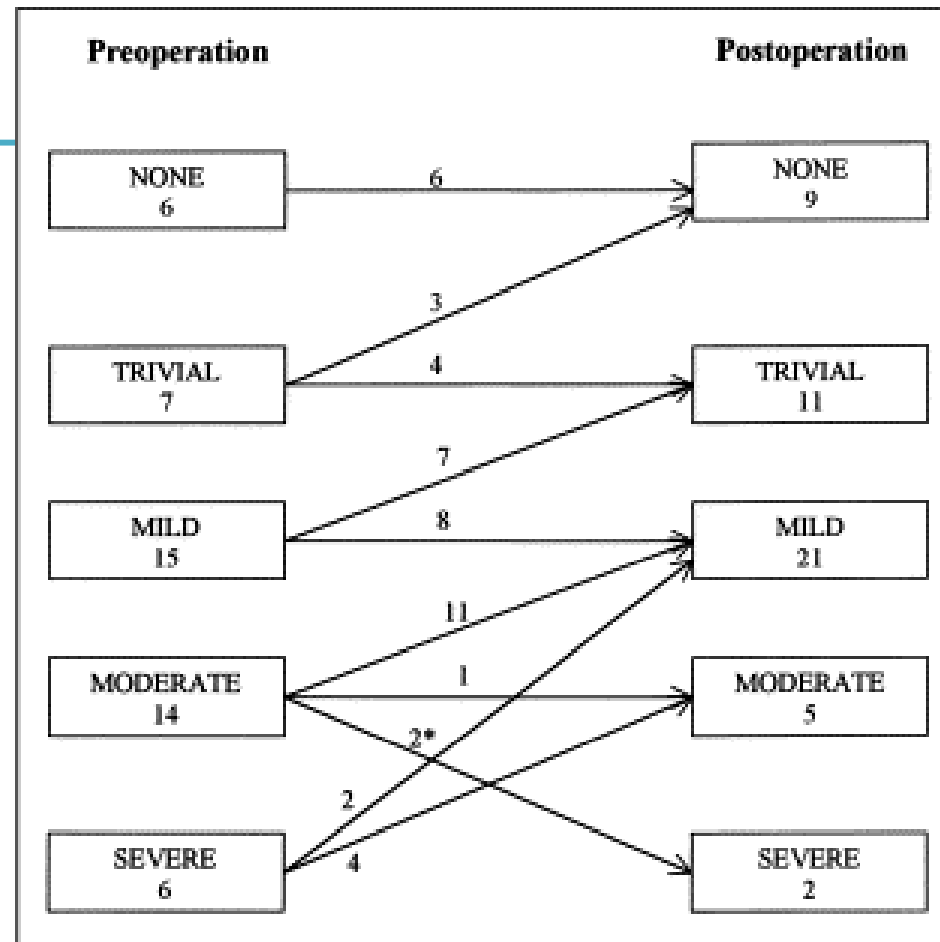 Preoperation
Postoperation
NONE
6
6
NONE
9
3
TRIVIAL
7
4
TRIVIAL
11
7
MILD
15
8
MILD
21
11
MODERATE
14
1
MODERATE
5
2*
2
SEVERE
6
4
SEVERE
2